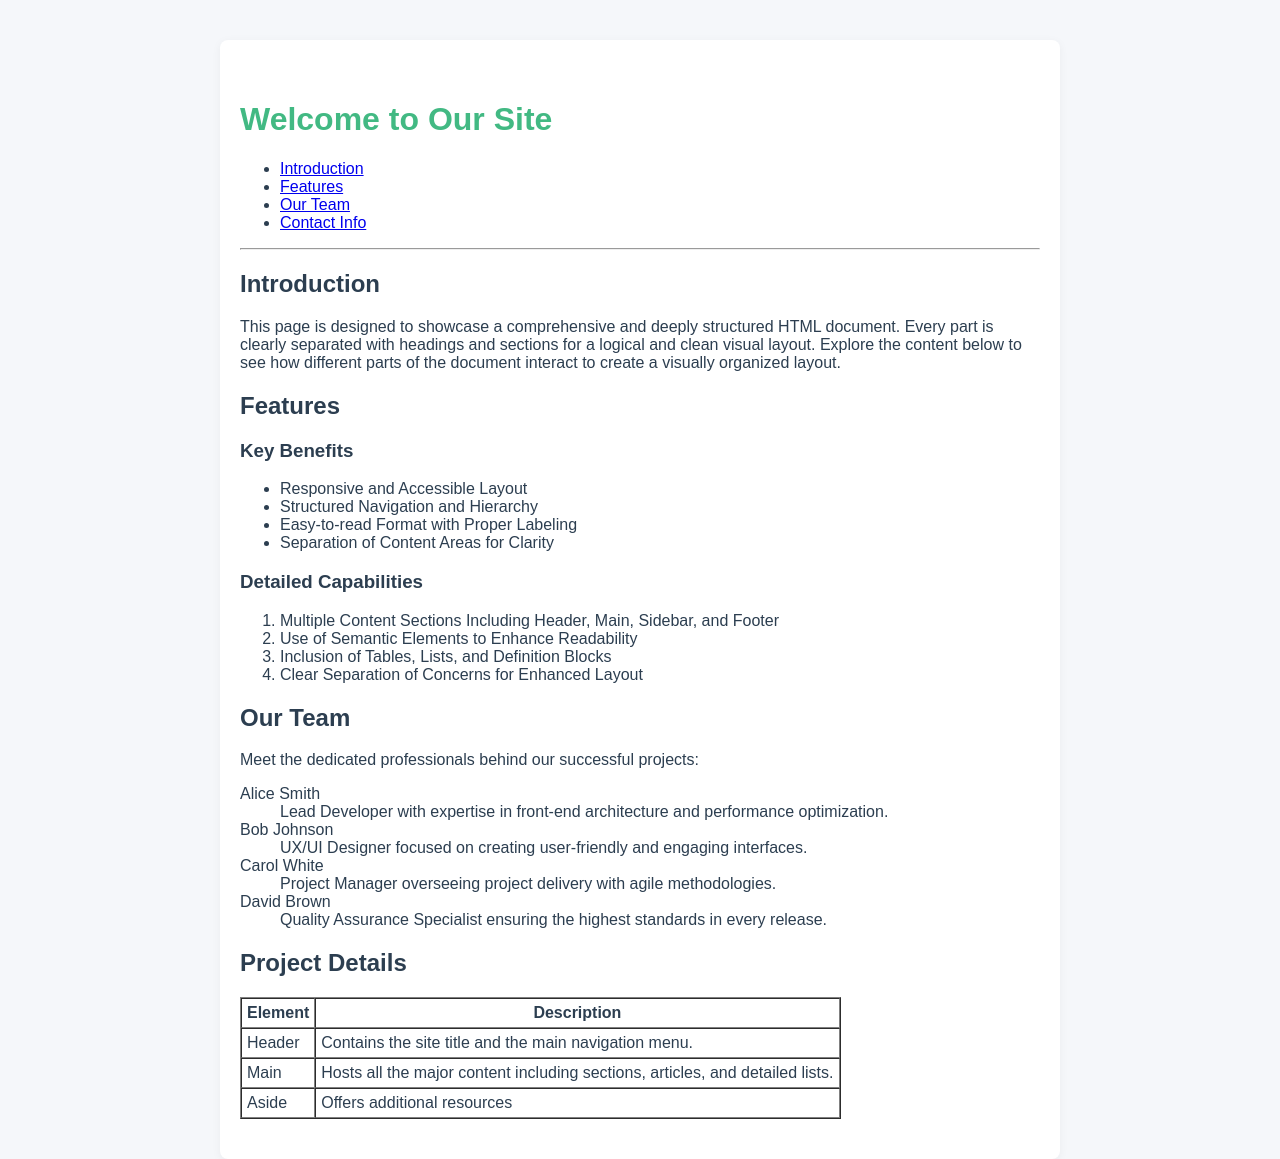 Welcome to Our Site
Introduction
Features
Our Team
Contact Info
Introduction
This page is designed to showcase a comprehensive and deeply structured HTML document. Every part is
clearly separated with headings and sections for a logical and clean visual layout. Explore the content below to
see how different parts of the document interact to create a visually organized layout.
Features
Key Benefits
Responsive and Accessible Layout
Structured Navigation and Hierarchy
Easy-to-read Format with Proper Labeling
Separation of Content Areas for Clarity
Detailed Capabilities
1. Multiple Content Sections Including Header, Main, Sidebar, and Footer
2. Use of Semantic Elements to Enhance Readability
3. Inclusion of Tables, Lists, and Definition Blocks
4. Clear Separation of Concerns for Enhanced Layout
Our Team
Meet the dedicated professionals behind our successful projects:
Alice Smith
Lead Developer with expertise in front-end architecture and performance optimization.
Bob Johnson
UX/UI Designer focused on creating user-friendly and engaging interfaces.
Carol White
Project Manager overseeing project delivery with agile methodologies.
David Brown
Quality Assurance Specialist ensuring the highest standards in every release.
Project Details
Element Description
Header Contains the site title and the main navigation menu.
Main Hosts all the major content including sections, articles, and detailed lists.
Aside Offers additional resources